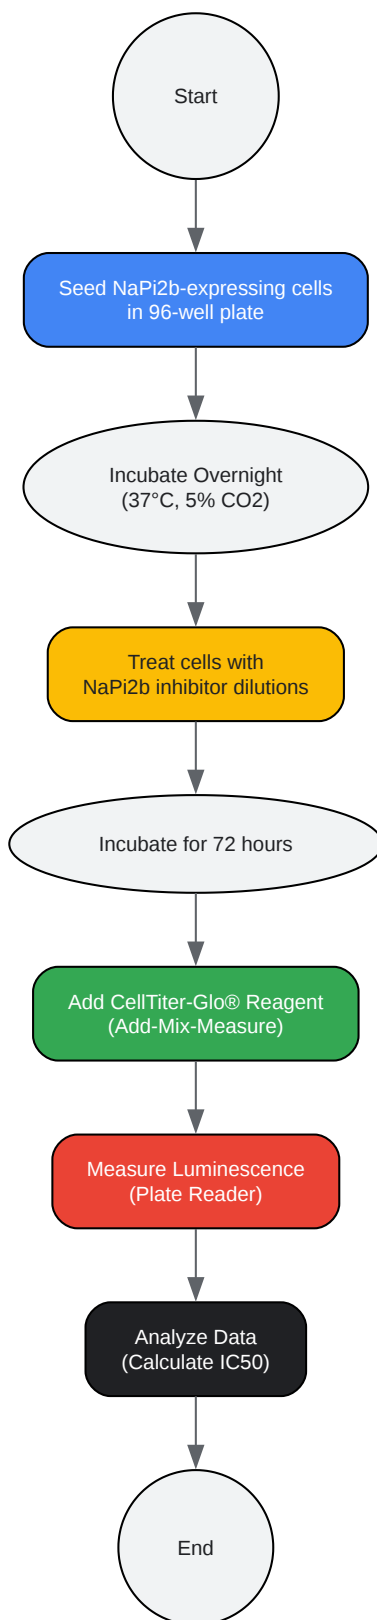 Start
Seed NaPi2b-expressing cells
in 96-well plate
Incubate Overnight
(37°C, 5% CO2)
Treat cells with
NaPi2b inhibitor dilutions
Incubate for 72 hours
Add CellTiter-Glo® Reagent
(Add-Mix-Measure)
Measure Luminescence
(Plate Reader)
Analyze Data
(Calculate IC50)
End